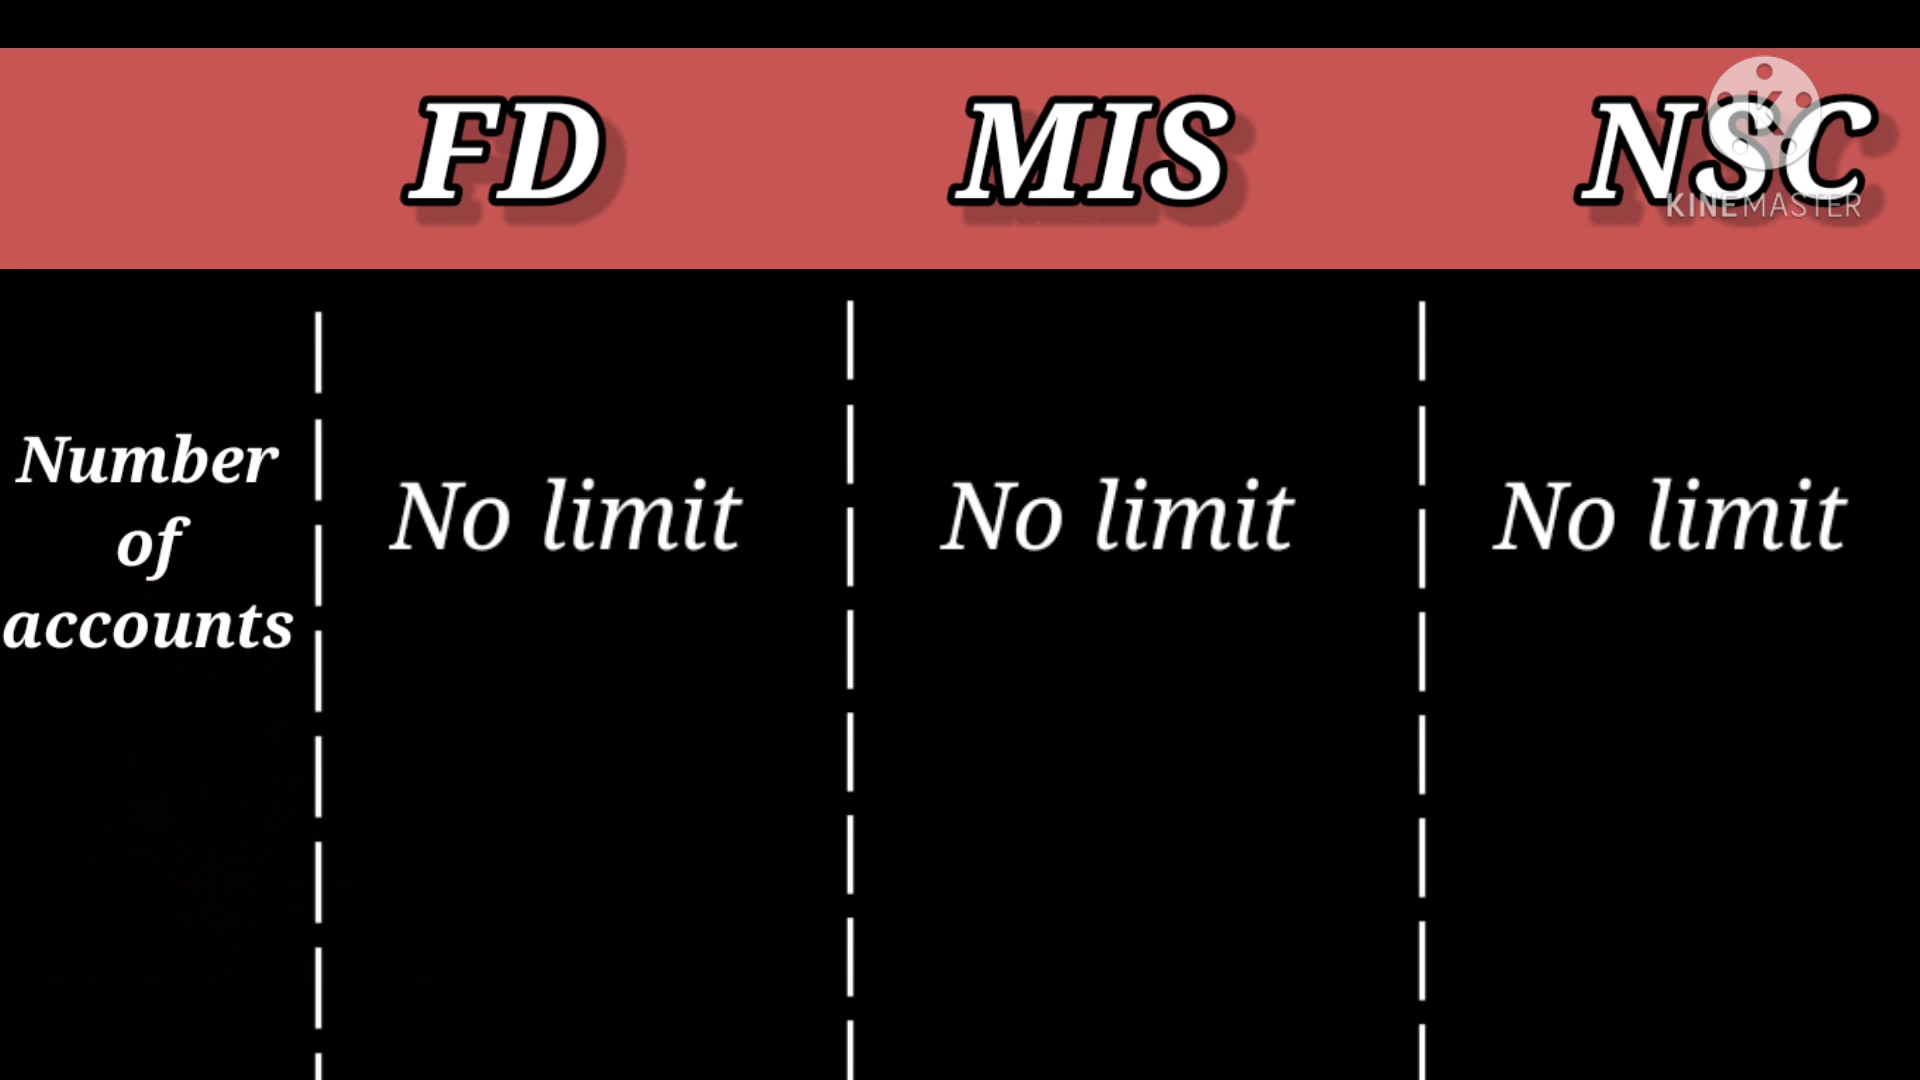 FD MIS NSC
KINEMASTER
Number
of
accounts
No limit No limit No limit